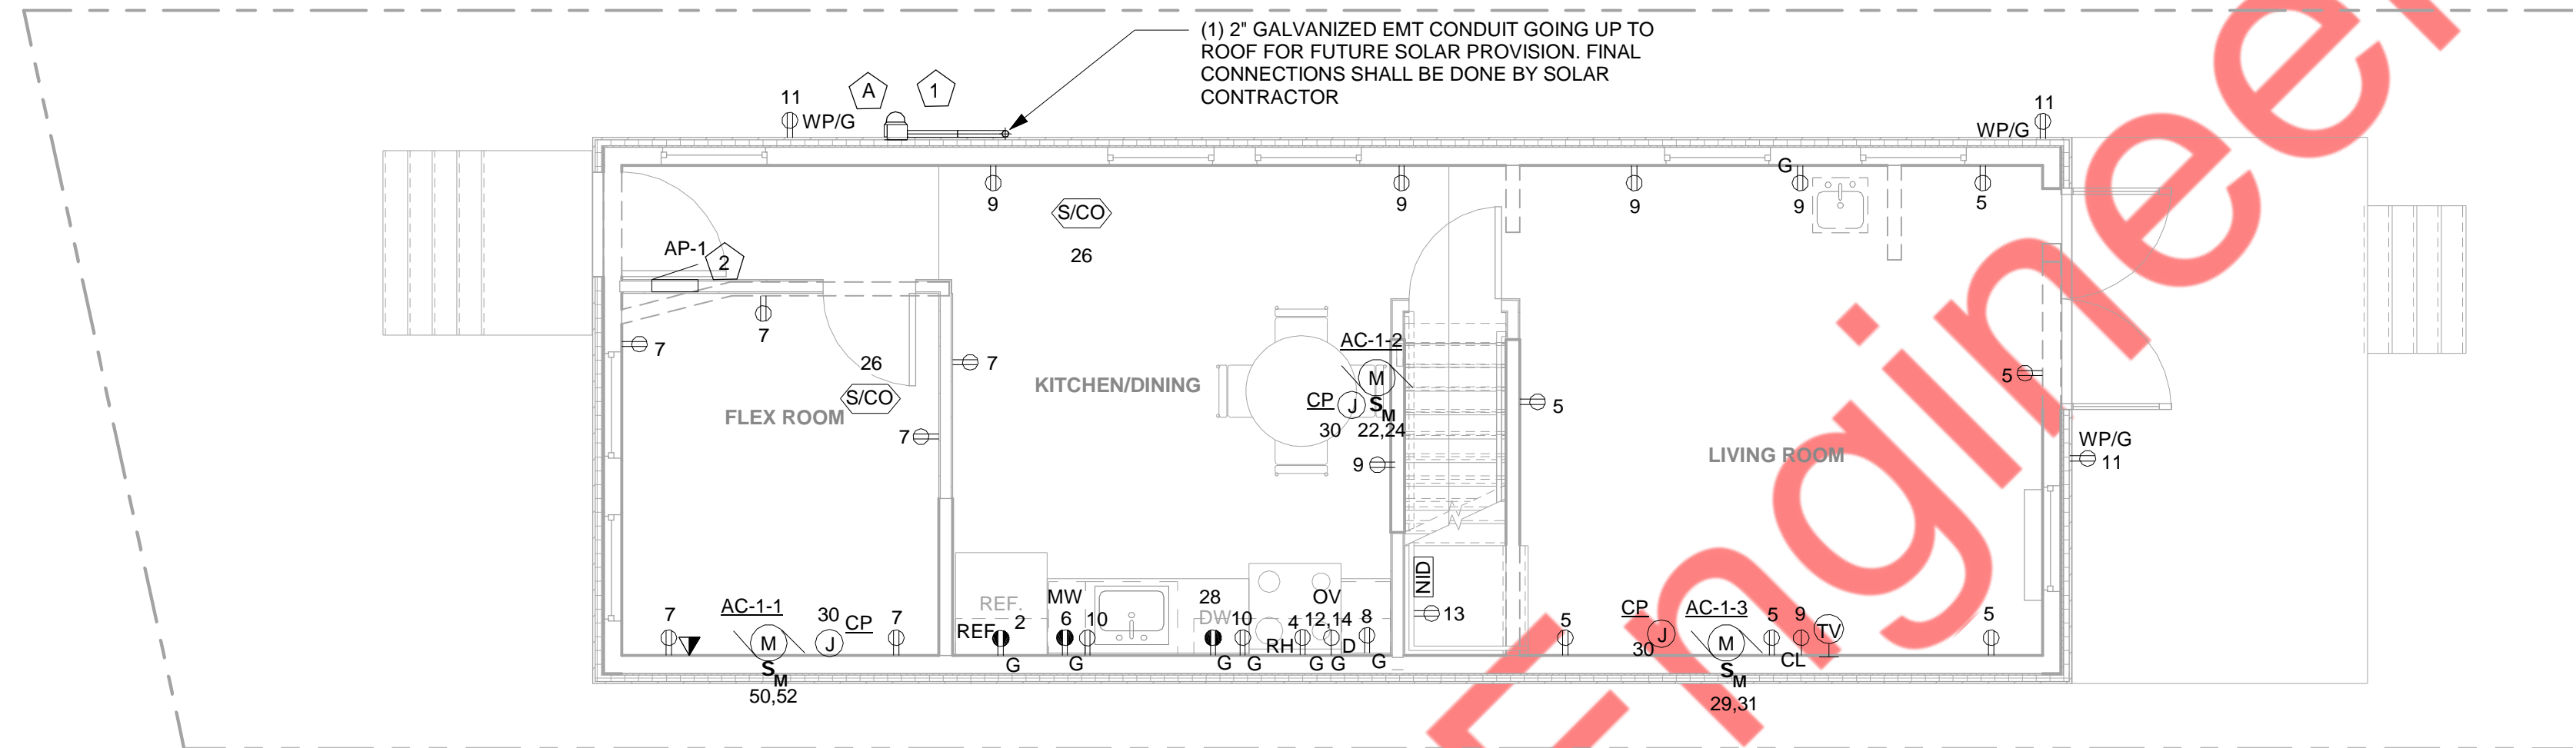 (1) 2" GALVANIZED EMT CONDUIT GOING UP TO
ROOF FOR FUTURE SOLAR PROVISION. FINAL
CONNECTIONS SHALL BE DONE BY SOLAR
CONTRACTOR
A
1
11
WP/G
11
WP/G
9
S/CO
26
9
9
G
9
5
AP-1
2
7
7
26
S/CO
7
7
FLEX ROOM
KITCHEN/DINING
AC-1-2
M
CP
J
S
M
30
22,24
9
5
5
LIVING ROOM
WP/G
11
7
AC-1-1
M
S
M
50,52
30
J
CP
7
REF.
REF
2
G
MW
6
10
G
28
DW
10
G
G
4
RH
G
OV
12,14
G
D
8
G
NID
13
5
CP
J
30
AC-1-3
M
S
M
29,31
5
9
CL
TV
5
Engineer
Engineer